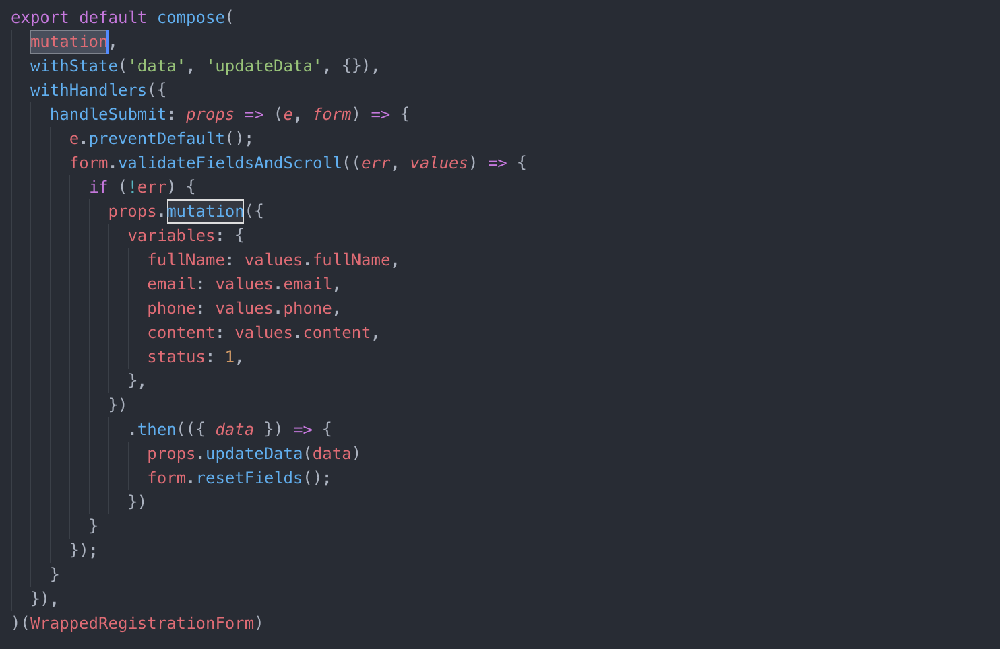 export default compose(
  mutation,
  withState('data', 'updateData', {}),
  withHandlers({
    handleSubmit: props => (e, form) => {
      e.preventDefault();
      form.validateFieldsAndScroll((err, values) => {
        if (!err) {
          props.mutation({
            variables: {
              fullName: values.fullName,
              email: values.email,
              phone: values.phone,
              content: values.content,
              status: 1,
            },
          })
            .then(({ data }) => {
              props.updateData(data)
              form.resetFields();
            })
        }
      });
    }
  }),
)(WrappedRegistrationForm)